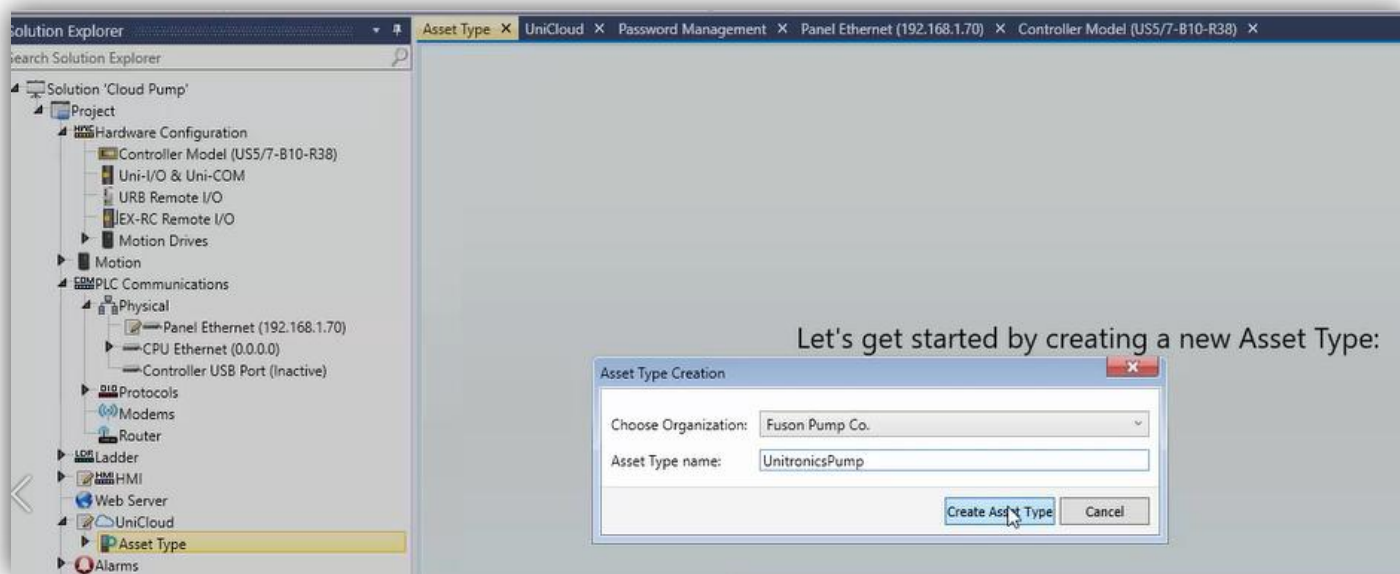 Solution Explorer
Search Solution Explorer
Solution 'Cloud Pump'
Project
Hardware Configuration
Controller Model (US5/7-B10-R38)
Uni-I/O & Uni-COM
URB Remote I/O
EX-RC Remote I/O
Motion Drives
Motion
PLC Communications
Physical
Panel Ethernet (192.168.1.70)
CPU Ethernet (0.0.0.0)
Controller USB Port (Inactive)
Protocols
Modems
Router
Ladder
HMI
Web Server
UniCloud
Asset Type
Alarms
Asset Type X UniCloud X Password Management X Panel Ethernet (192.168.1.70) X Controller Model (US5/7-B10-R38) X
Let's get started by creating a new Asset Type:
Asset Type Creation
Choose Organization: Fuson Pump Co.
Asset Type name: UnitronicsPump
Create Asset Type Cancel